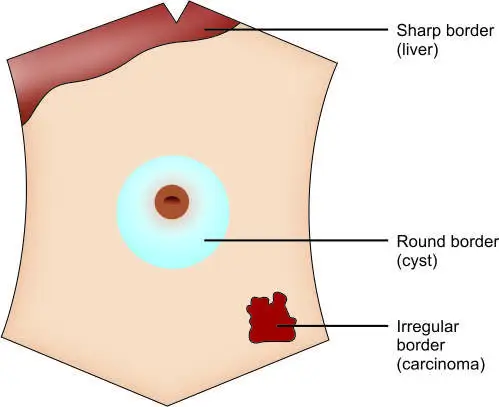 Sharp border
(liver)
Round border
(cyst)
Irregular
border
(carcinoma)